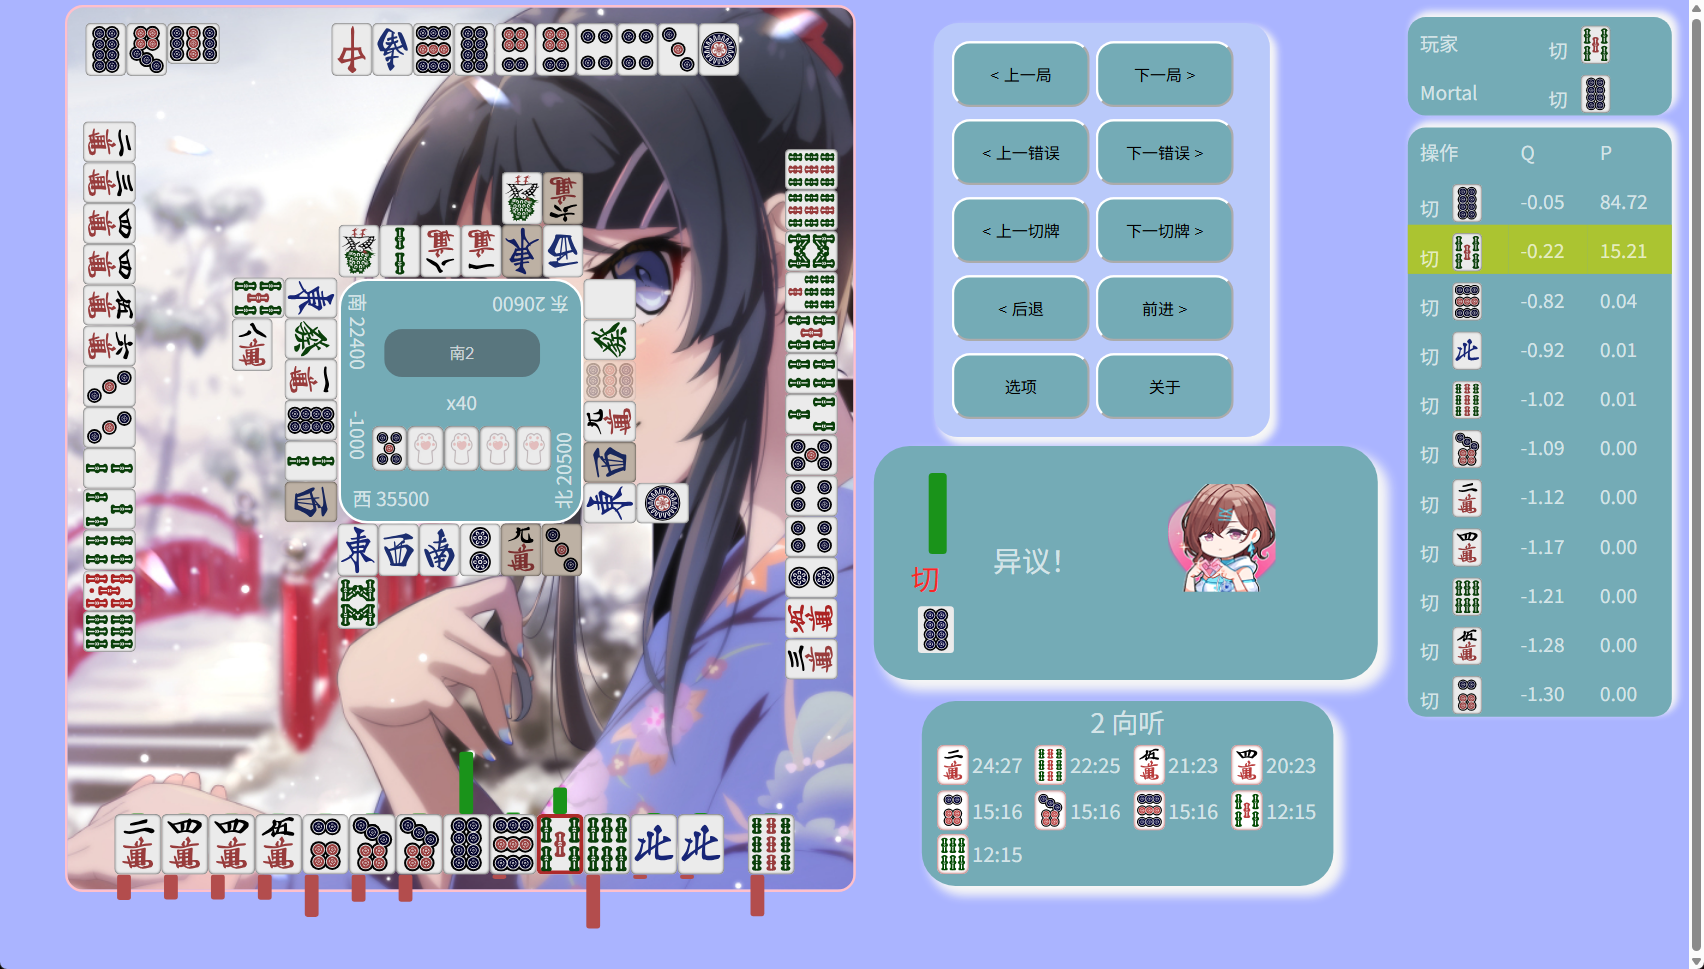 南2
x40
东 20600
南 22400
-1000
西 35500
北 20500
< 上一局
下一局 >
< 上一错误
下一错误 >
< 上一切牌
下一切牌 >
< 后退
前进 >
选项
关于
切
异议！
2 向听
24:27
22:25
21:23
20:23
15:16
15:16
15:16
12:15
12:15
玩家 切
Mortal 切
操作 Q P
切 -0.05 84.72
切 -0.22 15.21
切 -0.82 0.04
切 -0.92 0.01
切 -1.02 0.01
切 -1.09 0.00
切 -1.12 0.00
切 -1.17 0.00
切 -1.21 0.00
切 -1.28 0.00
切 -1.30 0.00